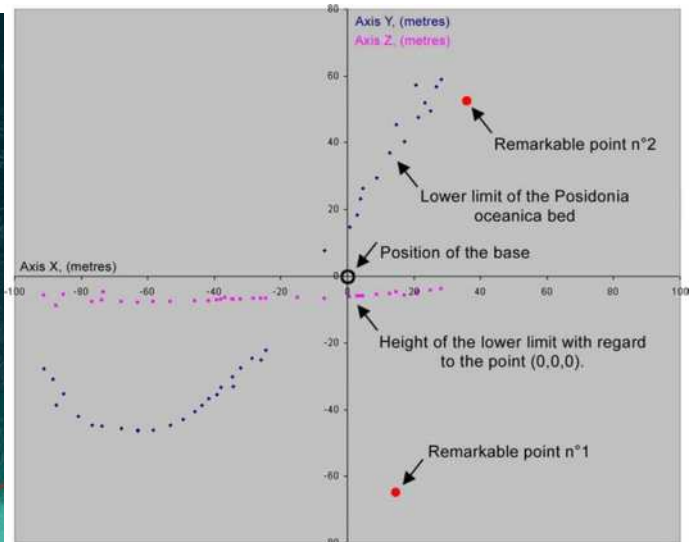 Axis Y, (metres)
Axis Z, (metres)
80
60
Remarkable point n°2
40
Lower limit of the Posidonia
oceanica bed
20
Position of the base
Axis X, (metres)
0
-100 -80 -60 -40 -20 0 20 40 60 80 100
Height of the lower limit with regard
to the point (0,0,0).
-20
-40
Remarkable point n°1
-60
-80